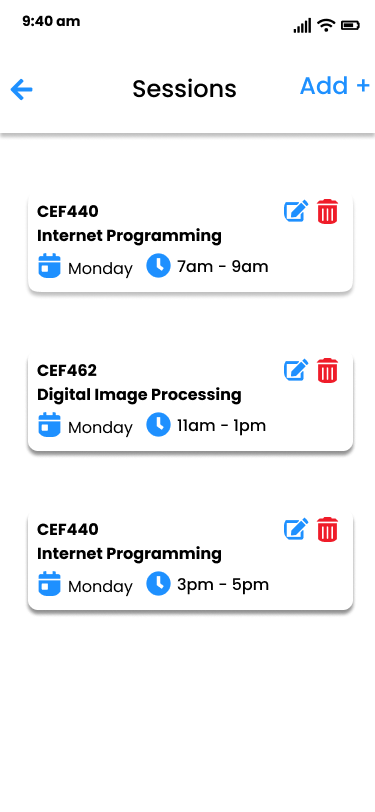 9:40 am
Sessions
Add +
CEF440
Internet Programming
Monday 7am - 9am
CEF462
Digital Image Processing
Monday 11am - 1pm
CEF440
Internet Programming
Monday 3pm - 5pm